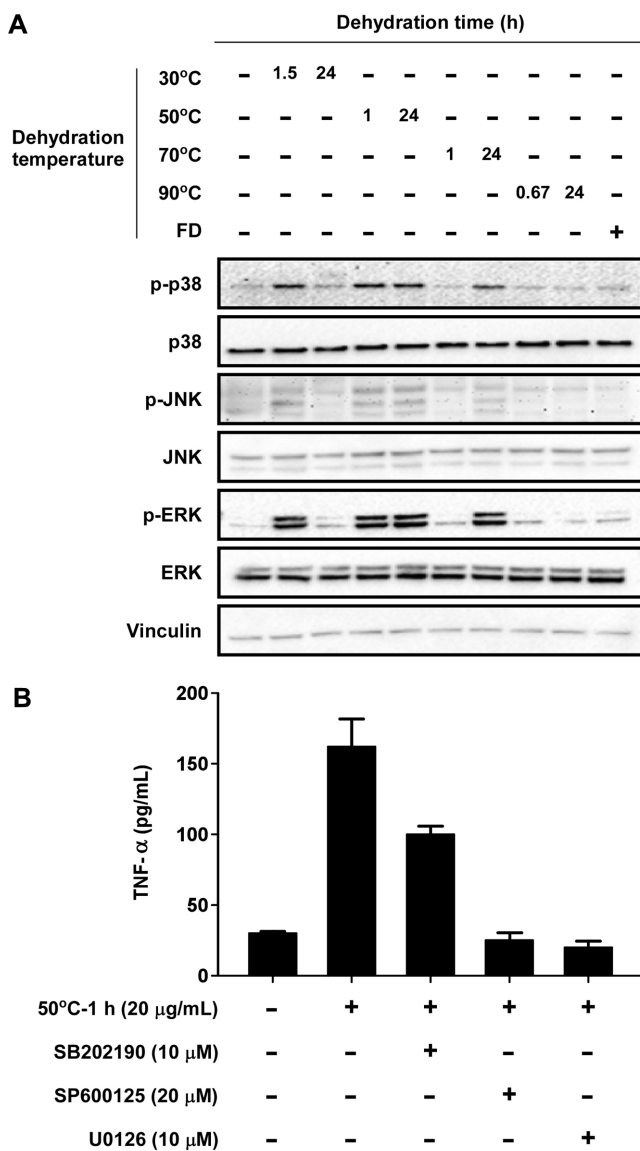 A
Dehydration time (h)
Dehydration temperature
30°C – 1.5 24 – – – – – – –
50°C – – – 1 24 – – – – –
70°C – – – – – 1 24 – – –
90°C – – – – – – – 0.67 24 –
FD – – – – – – – – – +
p-p38
p38
p-JNK
JNK
p-ERK
ERK
Vinculin
B
TNF-α (pg/mL)
200
150
100
50
0
50°C-1 h (20 μg/mL) – + + + +
SB202190 (10 μM) – – + – –
SP600125 (20 μM) – – – + –
U0126 (10 μM) – – – – +